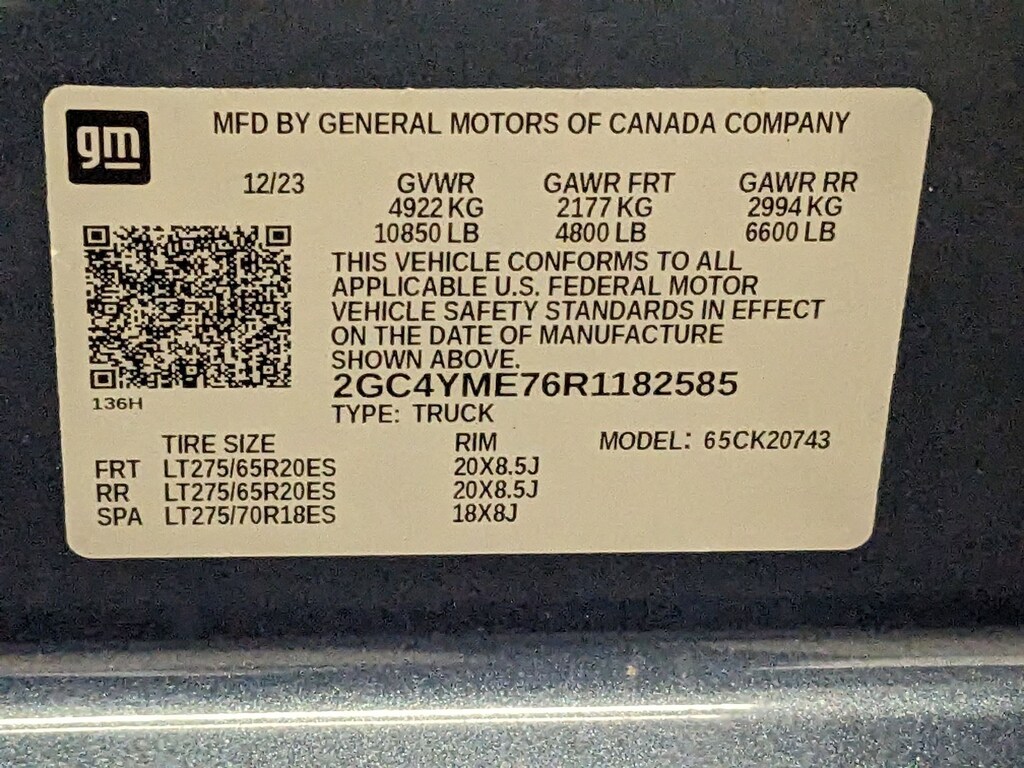 gm
MFD BY GENERAL MOTORS OF CANADA COMPANY
12/23 GVWR GAWR FRT GAWR RR
4922 KG 2177 KG 2994 KG
10850 LB 4800 LB 6600 LB
THIS VEHICLE CONFORMS TO ALL
APPLICABLE U.S. FEDERAL MOTOR
VEHICLE SAFETY STANDARDS IN EFFECT
ON THE DATE OF MANUFACTURE
SHOWN ABOVE.
2GC4YME76R1182585
136H
TYPE: TRUCK
TIRE SIZE RIM MODEL: 65CK20743
FRT LT275/65R20ES 20X8.5J
RR LT275/65R20ES 20X8.5J
SPA LT275/70R18ES 18X8J